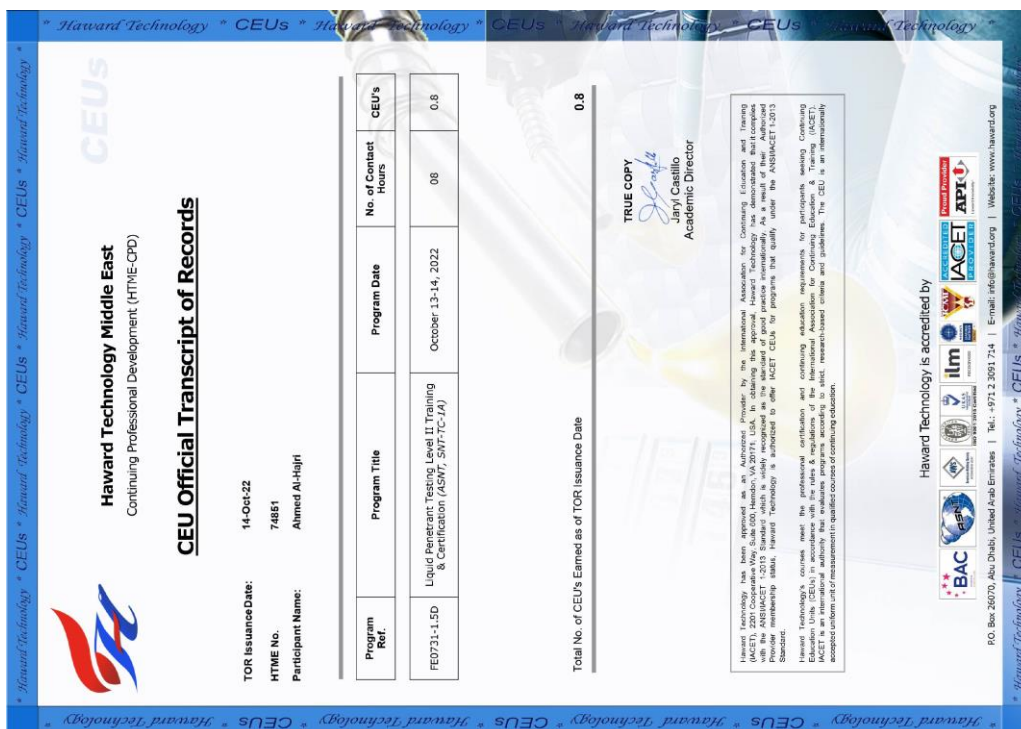 * Haward Technology * CEUs * Haward Technology * CEUs * Haward Technology * CEUs * Haward Technology *
CEUs
Haward Technology Middle East
Continuing Professional Development (HTME-CPD)
CEU Official Transcript of Records
TOR Issuance Date: 14-Oct-22
HTME No. 74851
Participant Name: Ahmed Al-Hajri
Program Ref. Program Title Program Date No. of Contact Hours CEU's
FE0731-1.5D Liquid Penetrant Testing Level II Training & Certification (ASNT, SNT-TC-1A) October 13-14, 2022 08 0.8
Total No. of CEU's Earned as of TOR Issuance Date 0.8
TRUE COPY
Jaryl Castillo
Academic Director
Haward Technology has been approved as an Authorized Provider by the International Association for Continuing Education and Training
(IACET), 2201 Cooperative Way, Suite 600, Herndon, VA 20171, USA. In obtaining this approval, Haward Technology has demonstrated that it complies
with the ANSI/IACET 1-2013 Standard which is widely recognized as the standard of good practice internationally. As a result of their Authorized
Provider membership status, Haward Technology is authorized to offer IACET CEUs for programs that qualify under the ANSI/IACET 1-2013
Standard.
Haward Technology's courses meet the professional certification and continuing education requirements for participants seeking Continuing
Education Units (CEUs) in accordance with the rules & regulations of the International Association for Continuing Education & Training (IACET).
IACET is an international authority that evaluates programs according to strict, research-based criteria and guidelines. The CEU is an internationally
accepted uniform unit of measurement in qualified courses of continuing education.
Haward Technology is accredited by
BAC
ASNT
ilm
ACCREDITED
IACET
PROVIDER
Proud Provider
API U
P.O. Box 26070, Abu Dhabi, United Arab Emirates | Tel.: +971 2 3091 714 | E-mail: info@haward.org | Website: www.haward.org
* Haward Technology * CEUs * Haward Technology * CEUs * Haward Technology * CEUs